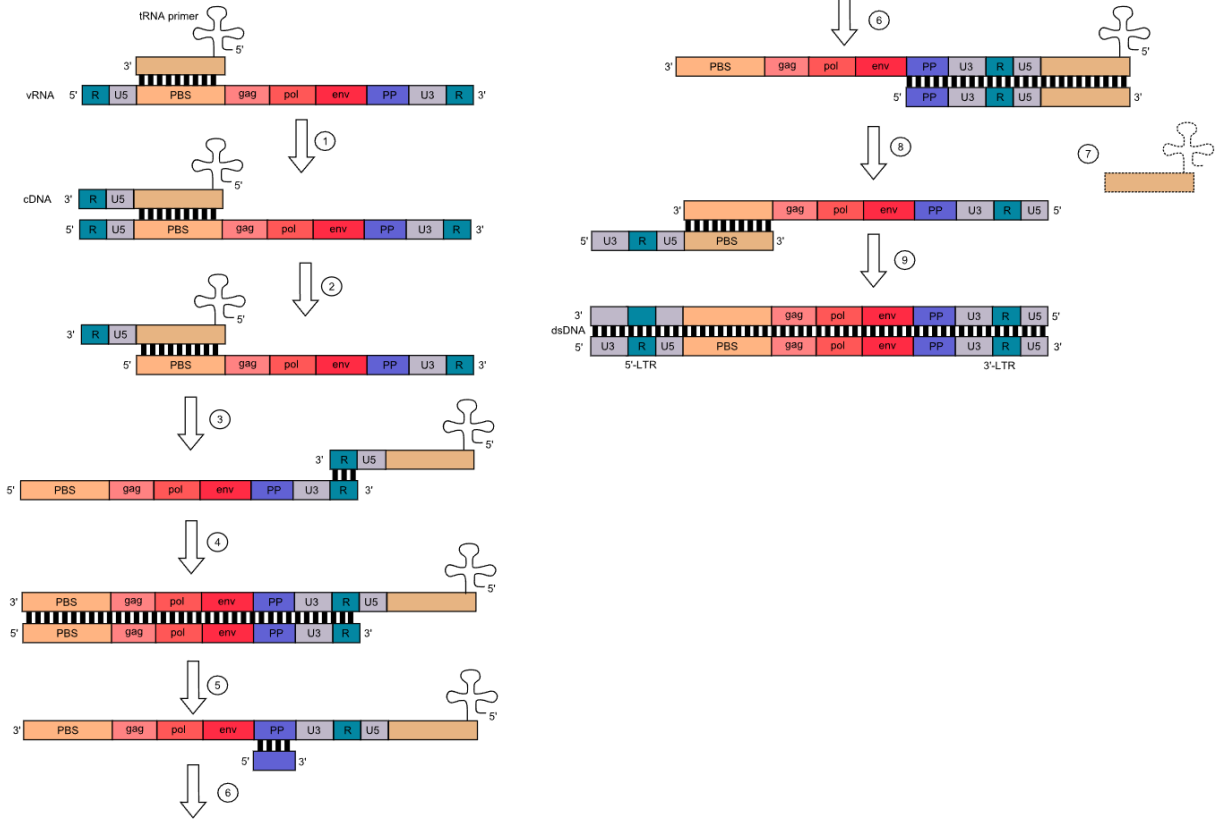 tRNA primer
5'
3'
vRNA 5' R U5 PBS gag pol env PP U3 R 3'
1
5'
cDNA 3' R U5
5' R U5 PBS gag pol env PP U3 R 3'
2
5'
3' R U5
5' PBS gag pol env PP U3 R 3'
3
5'
3' R U5
5' PBS gag pol env PP U3 R 3'
4
5'
3' PBS gag pol env PP U3 R U5
5' PBS gag pol env PP U3 R 3'
5
5'
3' PBS gag pol env PP U3 R U5
5' 3'
6
6
5'
3' PBS gag pol env PP U3 R U5
5' PP U3 R U5 3'
8
7
3' gag pol env PP U3 R U5 5'
5' U3 R U5 PBS 3'
9
3' gag pol env PP U3 R U5 5'
dsDNA
5' U3 R U5 PBS gag pol env PP U3 R U5 3'
5'-LTR 3'-LTR